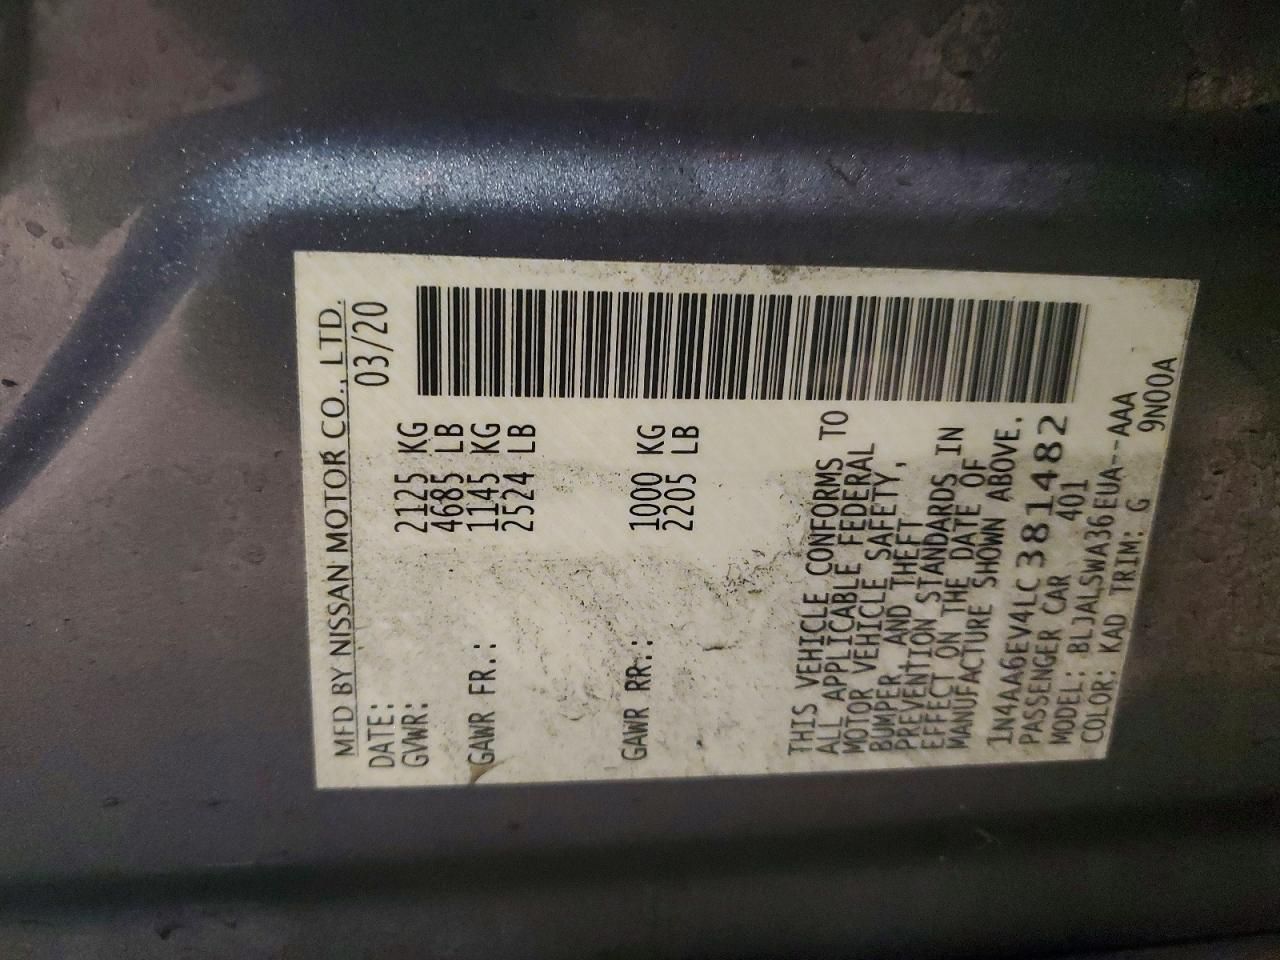 MFD BY NISSAN MOTOR CO., LTD.
DATE: 03/20
GVWR: 2125 KG
4685 LB
GAWR FR.: 1145 KG
2524 LB
GAWR RR.: 1000 KG
2205 LB
THIS VEHICLE CONFORMS TO
ALL APPLICABLE FEDERAL
MOTOR VEHICLE SAFETY,
BUMPER AND THEFT
PREVENTION STANDARDS IN
EFFECT ON THE DATE OF
MANUFACTURE SHOWN ABOVE.
1N4AA6EV4LC381482
PASSENGER CAR 401
MODEL: BLJALSWA36EUA--AAA
COLOR: KAD TRIM: G 9N00A